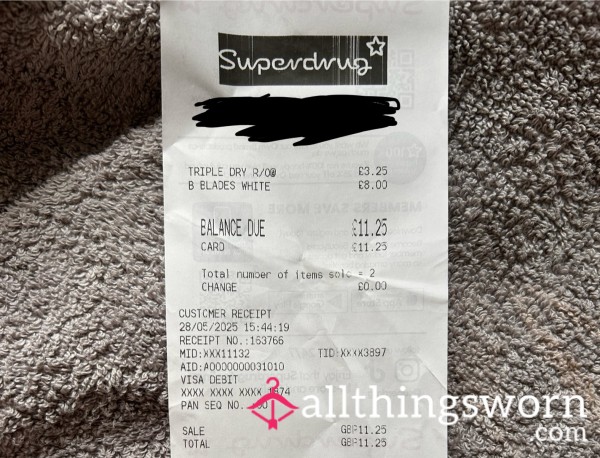 Superdrug
TRIPLE DRY R/O@ £3.25
B BLADES WHITE £8.00
BALANCE DUE £11.25
CARD £11.25
Total number of items sold = 2
CHANGE £0.00
CUSTOMER RECEIPT
28/05/2025 15:44:19
RECEIPT NO.:163766
MID:XXX11132 TID:XXXX3897
AID:A0000000031010
VISA DEBIT
XXXX XXXX XXXX
PAN SEQ NO.
SALE GBP11.25
TOTAL GBP11.25
allthingsworn
.com